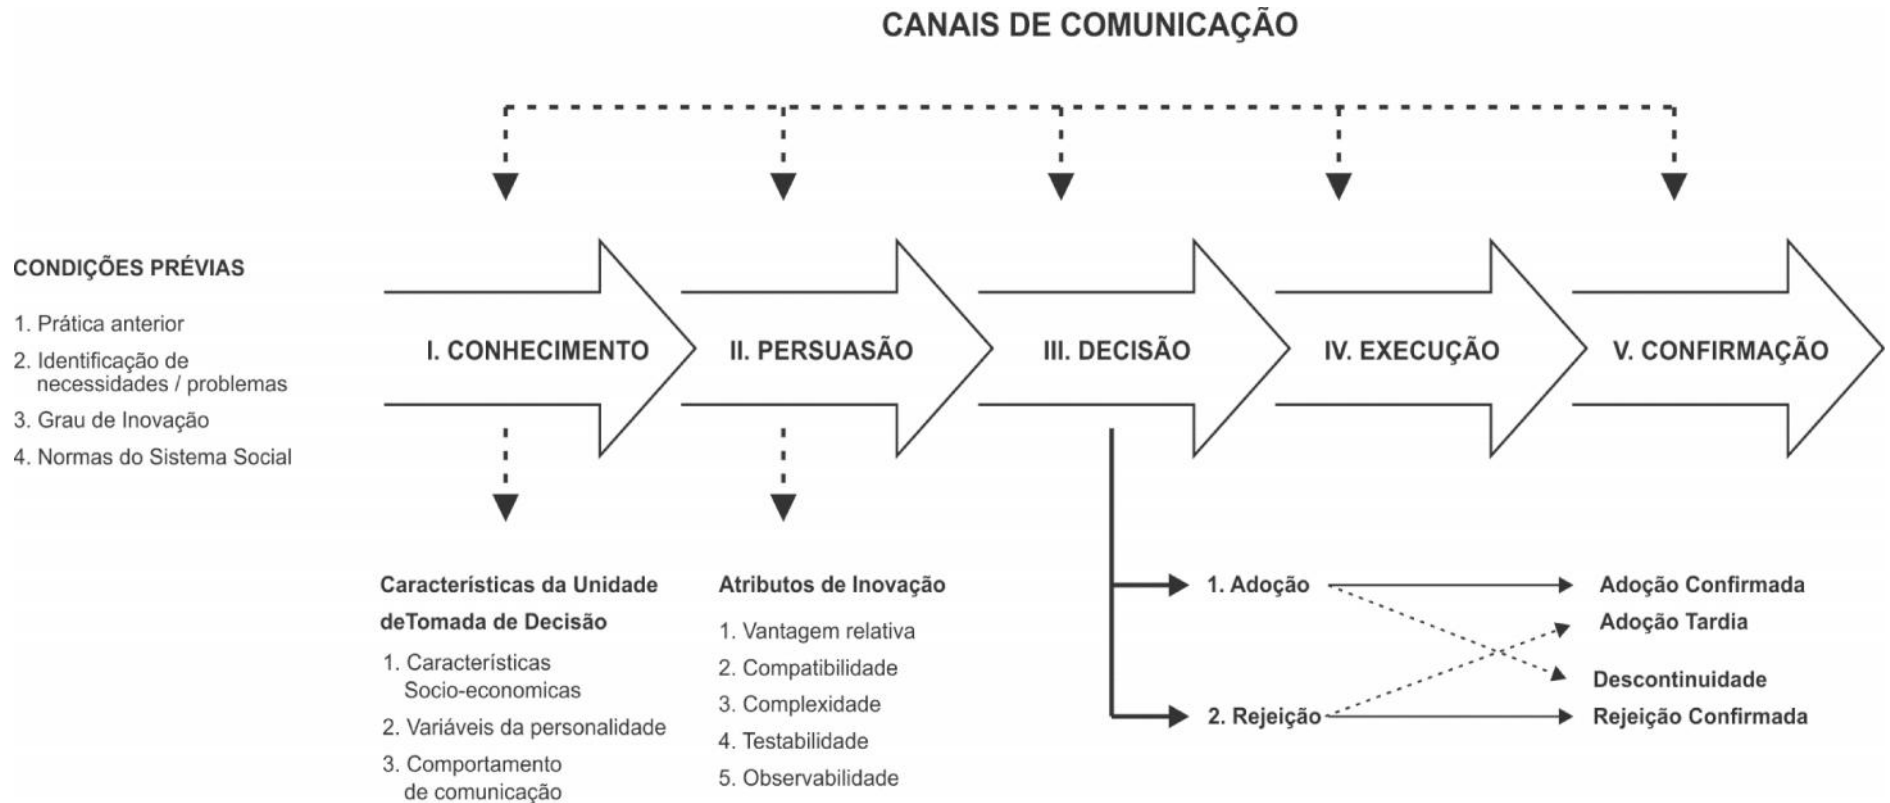 CANAIS DE COMUNICAÇÃO
CONDIÇÕES PRÉVIAS
1. Prática anterior
2. Identificação de
necessidades / problemas
3. Grau de Inovação
4. Normas do Sistema Social
I. CONHECIMENTO
II. PERSUASÃO
III. DECISÃO
IV. EXECUÇÃO
V. CONFIRMAÇÃO
Características da Unidade
deTomada de Decisão
1. Características
Socio-economicas
2. Variáveis da personalidade
3. Comportamento
de comunicação
Atributos de Inovação
1. Vantagem relativa
2. Compatibilidade
3. Complexidade
4. Testabilidade
5. Observabilidade
1. Adoção
2. Rejeição
Adoção Confirmada
Adoção Tardia
Descontinuidade
Rejeição Confirmada